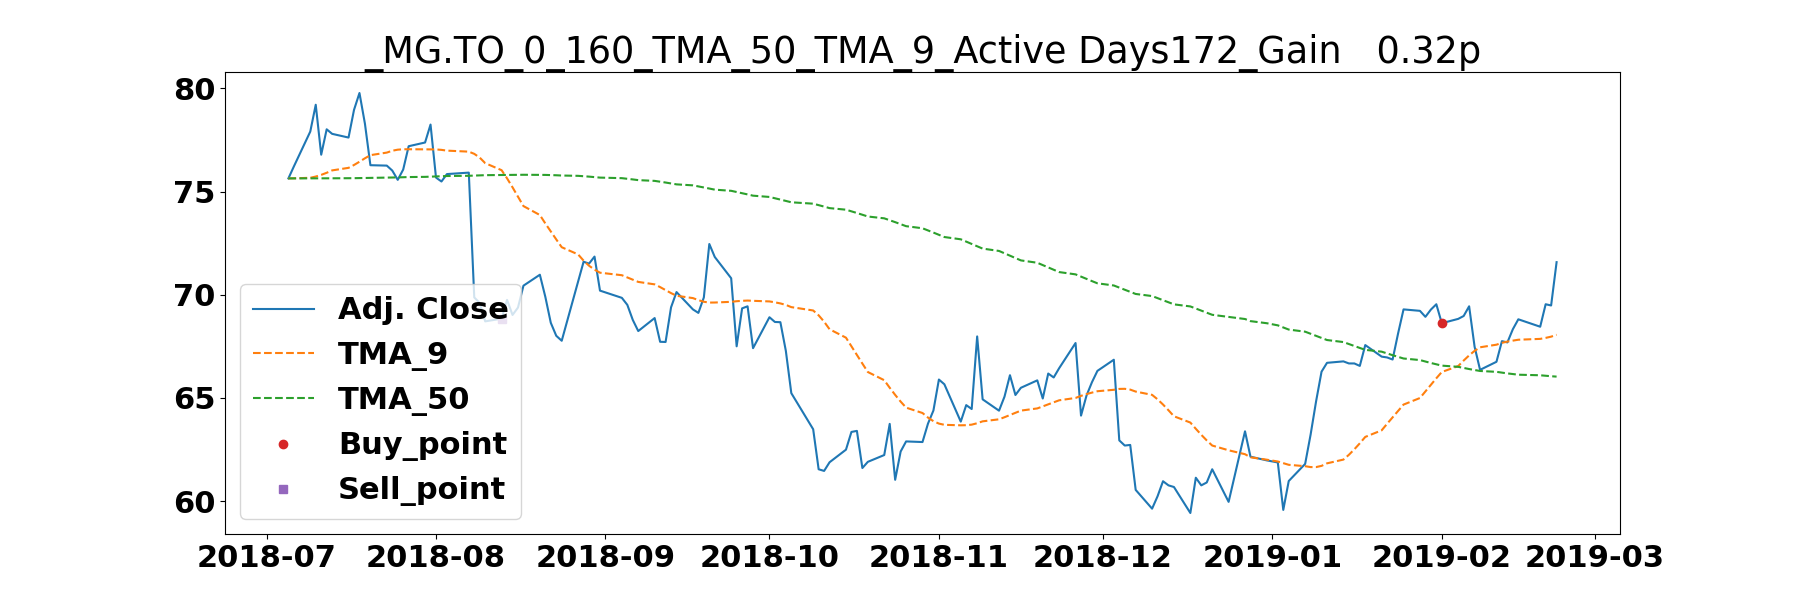 _MG.TO_0_160_TMA_50_TMA_9_Active Days172_Gain   0.32p
80
75
70
65
60
Adj. Close
TMA_9
TMA_50
Buy_point
Sell_point
2018-07 2018-08 2018-09 2018-10 2018-11 2018-12 2019-01 2019-02 2019-03